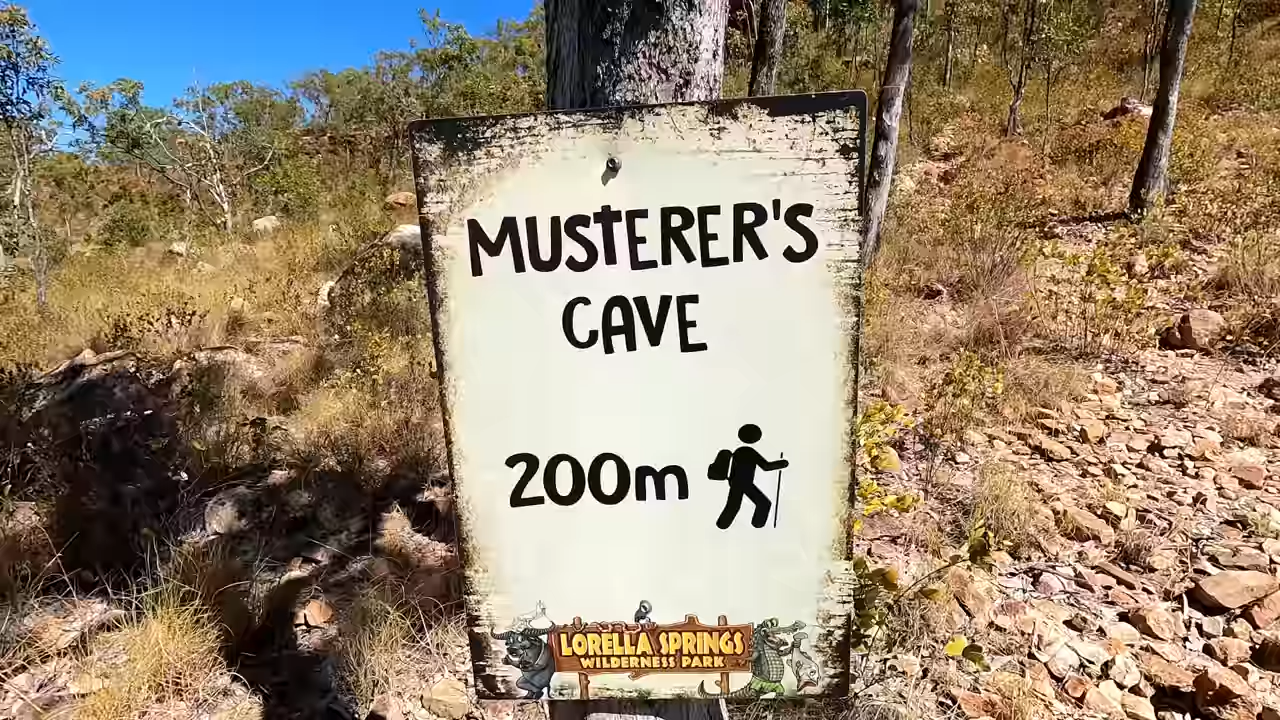 MUSTERER'S
CAVE
200m
LORELLA SPRINGS
WILDERNESS PARK